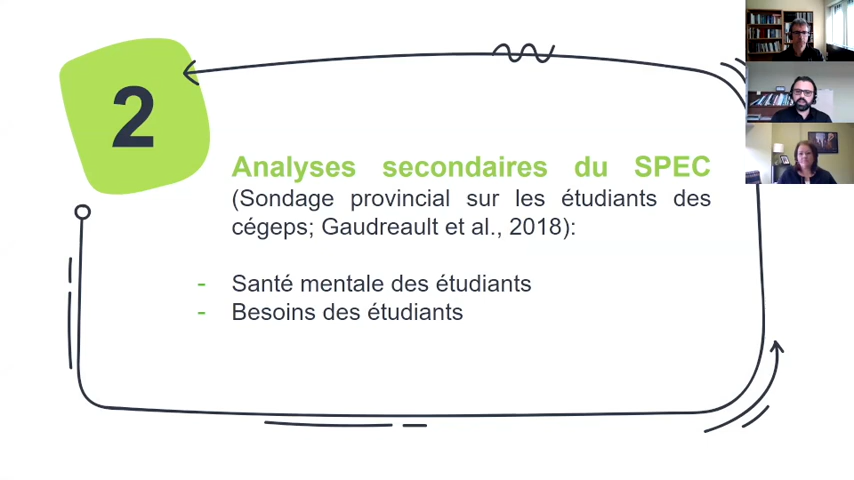 2
Analyses secondaires du SPEC
(Sondage provincial sur les étudiants des
cégeps; Gaudreault et al., 2018):
- Santé mentale des étudiants
- Besoins des étudiants